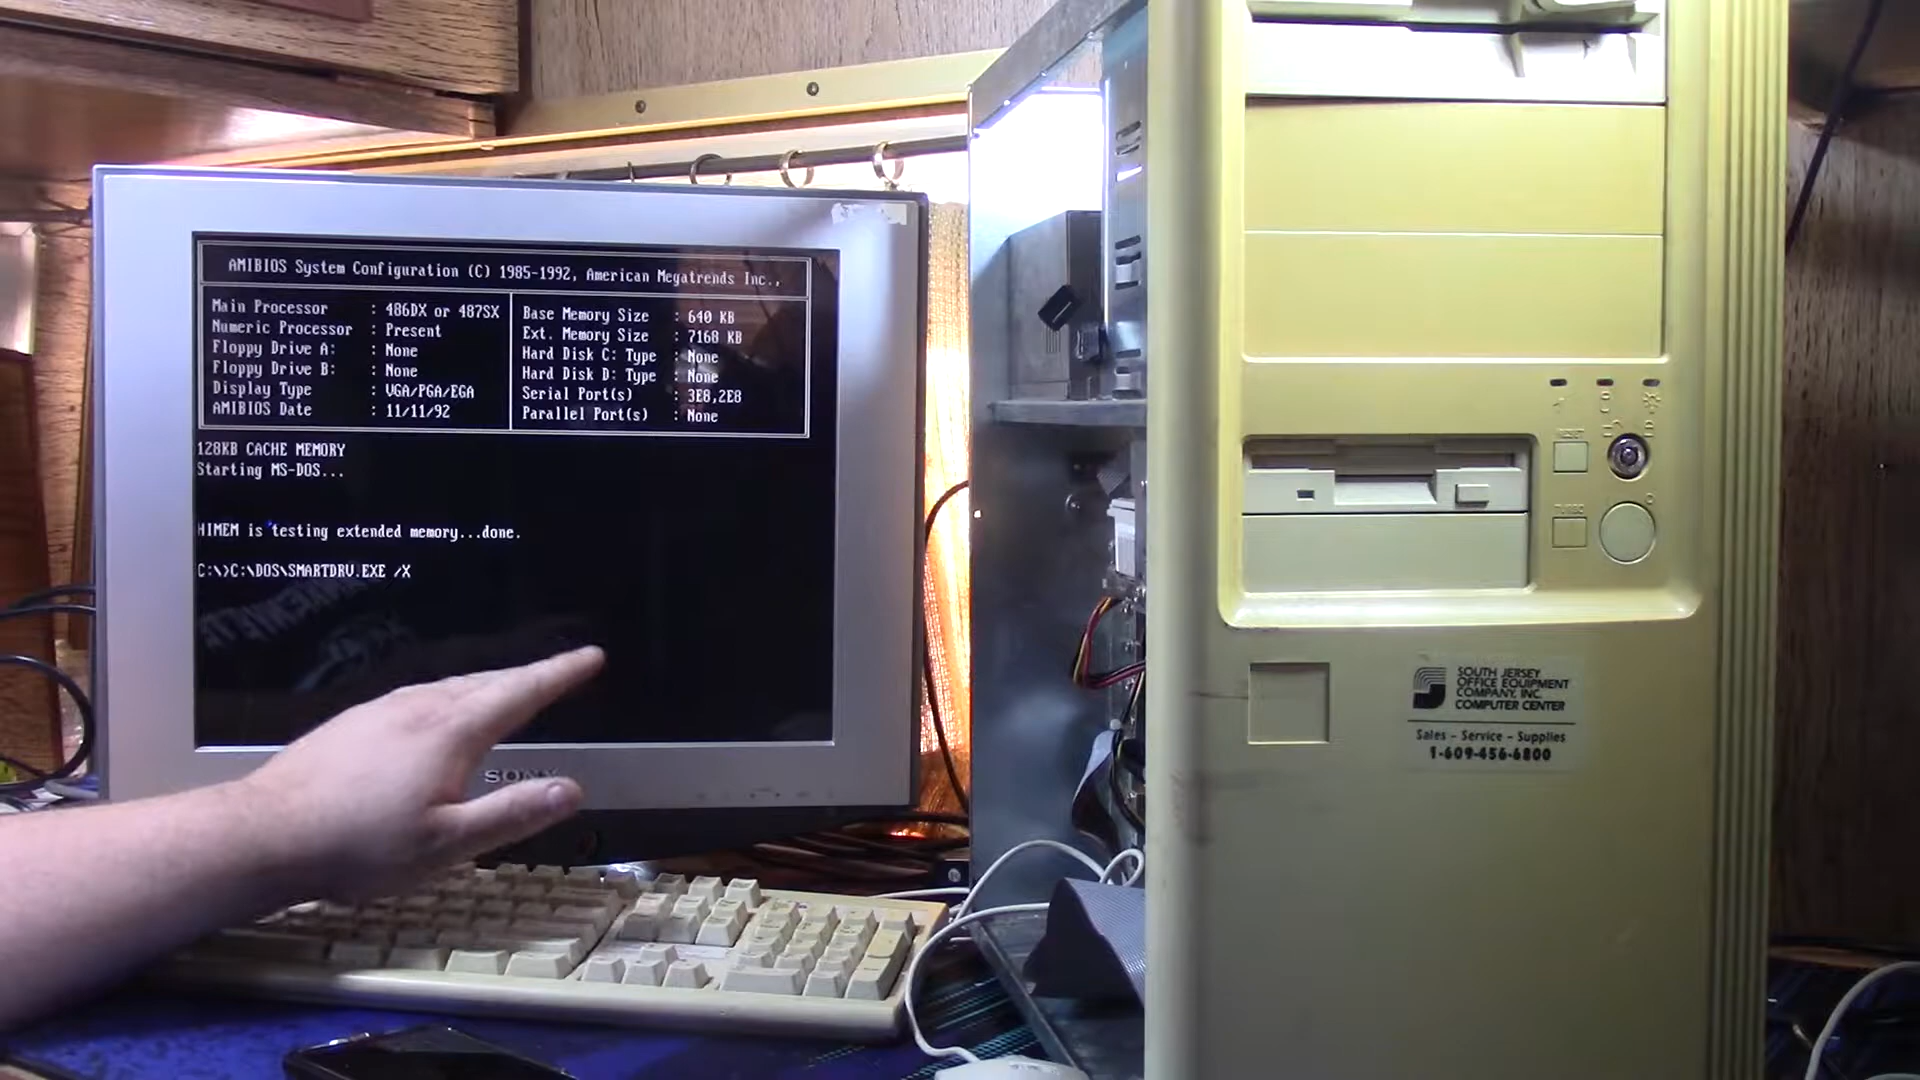 AMIBIOS System Configuration (C) 1985-1992, American Megatrends Inc.,
Main Processor : 486DX or 487SX
Numeric Processor : Present
Floppy Drive A: : None
Floppy Drive B: : None
Display Type : VGA/PGA/EGA
AMIBIOS Date : 11/11/92
Base Memory Size : 640 KB
Ext. Memory Size : 7168 KB
Hard Disk C: Type : None
Hard Disk D: Type : None
Serial Port(s) : 3E8,2E8
Parallel Port(s) : None
128KB CACHE MEMORY
Starting MS-DOS...
HIMEM is testing extended memory...done.
C:\>C:\DOS\SMARTDRV.EXE /X
SONY
RESET
TURBO
SOUTH JERSEY
OFFICE EQUIPMENT
COMPANY, INC.
COMPUTER CENTER
Sales - Service - Supplies
1-609-456-6800